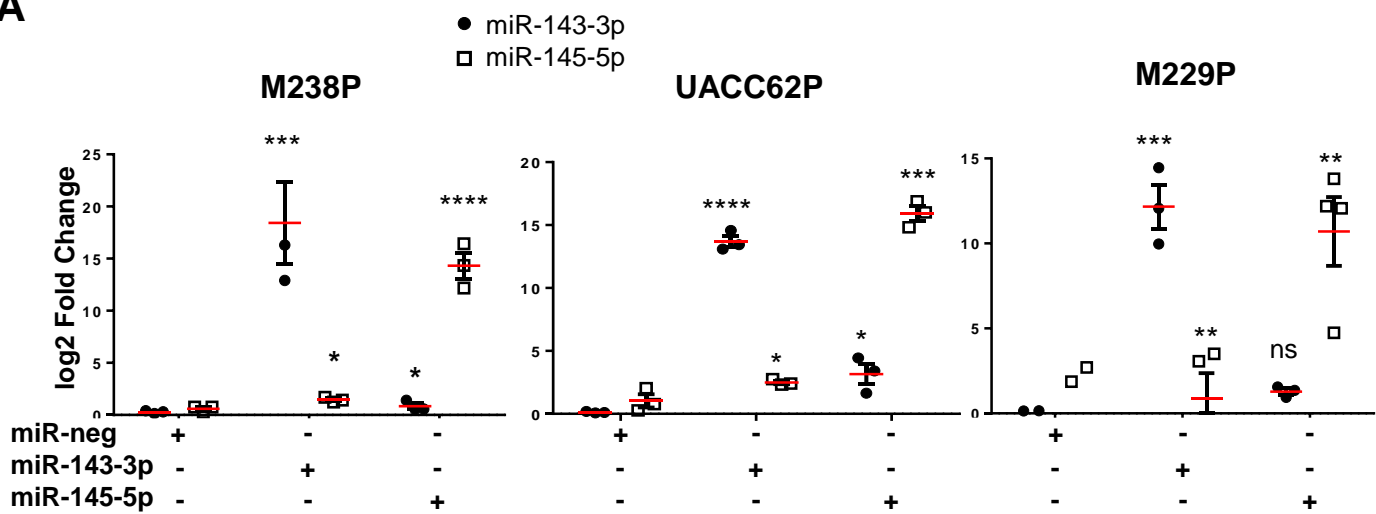 A
miR-143-3p
miR-145-5p
M238P
UACC62P
M229P
log2 Fold Change
25
20
15
10
5
0
***
*
*
****
20
15
10
5
0
****
*
*
***
15
10
5
0
***
**
ns
**
miR-neg + - - + - - + - -
miR-143-3p - + - - + - - + -
miR-145-5p - - + - - + - - +